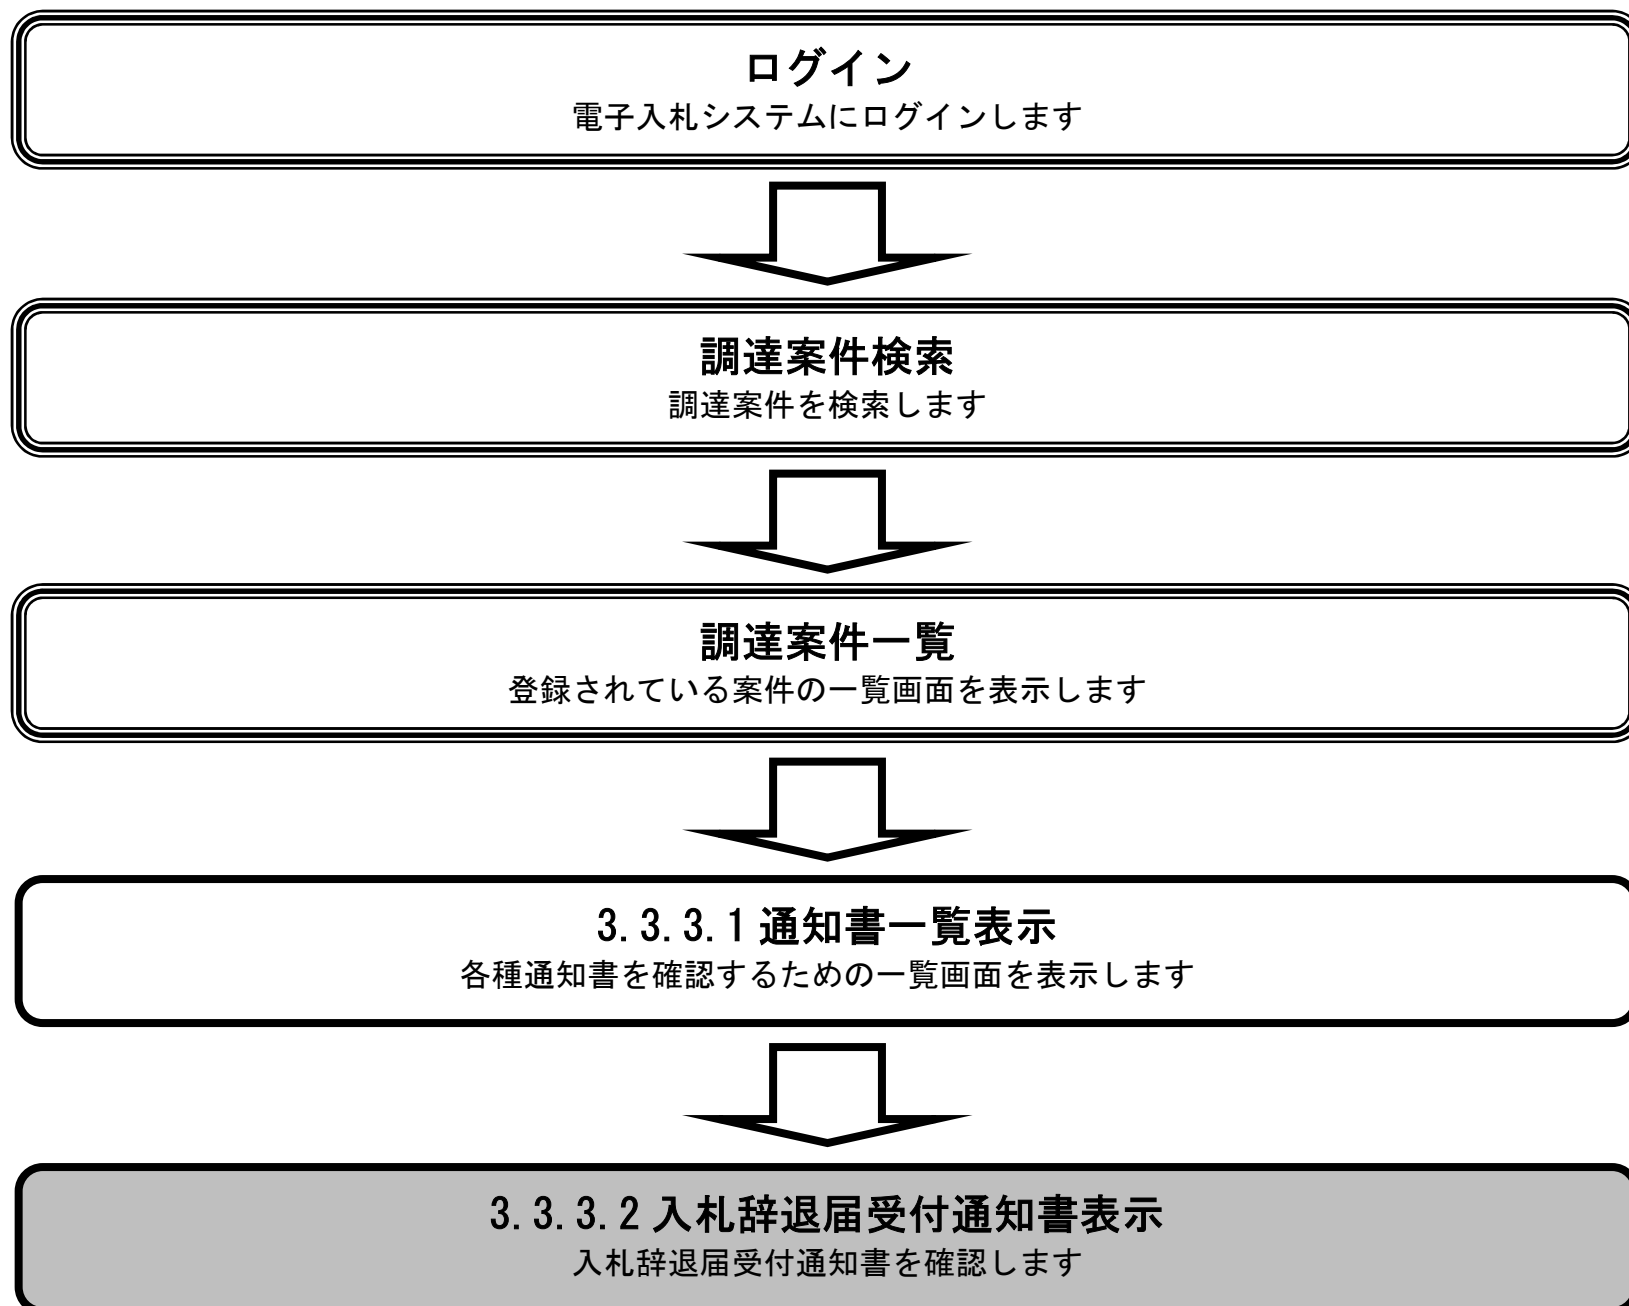 ログイン
電子入札システムにログインします
調達案件検索
調達案件を検索します
調達案件一覧
登録されている案件の一覧画面を表示します
3.3.3.1 通知書一覧表示
各種通知書を確認するための一覧画面を表示します
3.3.3.2 入札辞退届受付通知書表示
入札辞退届受付通知書を確認します